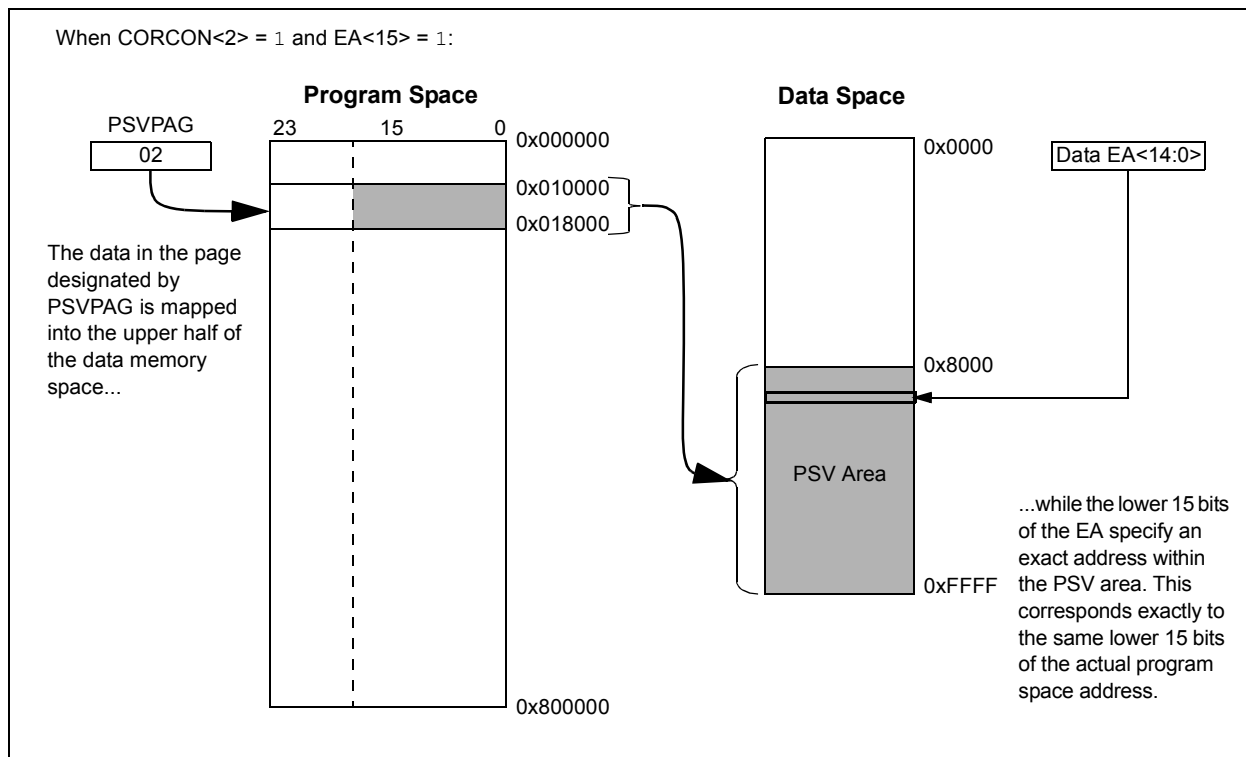 When CORCON<2> = 1 and EA<15> = 1:
Program Space
PSVPAG
02
23 15 0
0x000000
0x010000
0x018000
0x800000
The data in the page
designated by
PSVPAG is mapped
into the upper half of
the data memory
space...
Data Space
0x0000
0x8000
0xFFFF
PSV Area
Data EA<14:0>
...while the lower 15 bits
of the EA specify an
exact address within
the PSV area. This
corresponds exactly to
the same lower 15 bits
of the actual program
space address.